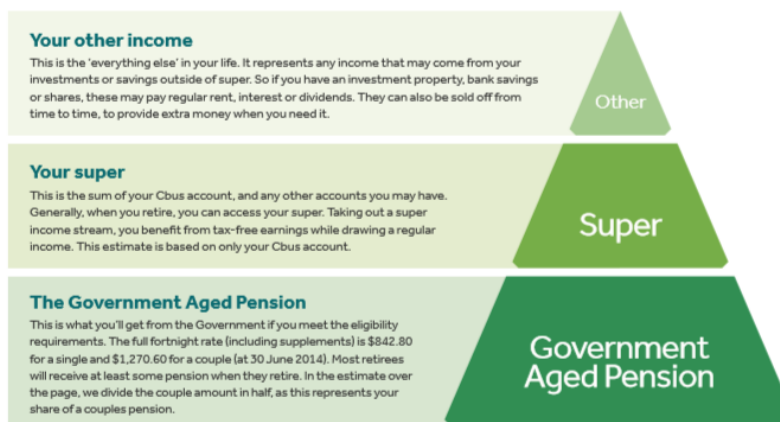 Your other income
This is the 'everything else' in your life. It represents any income that may come from your
investments or savings outside of super. So if you have an investment property, bank savings
or shares, these may pay regular rent, interest or dividends. They can also be sold off from
time to time, to provide extra money when you need it.
Other
Your super
This is the sum of your Cbus account, and any other accounts you may have.
Generally, when you retire, you can access your super. Taking out a super
income stream, you benefit from tax-free earnings while drawing a regular
income. This estimate is based on only your Cbus account.
Super
The Government Aged Pension
This is what you'll get from the Government if you meet the eligibility
requirements. The full fortnight rate (including supplements) is $842.80
for a single and $1,270.60 for a couple (at 30 June 2014). Most retirees
will receive at least some pension when they retire. In the estimate over
the page, we divide the couple amount in half, as this represents your
share of a couples pension.
Government
Aged Pension